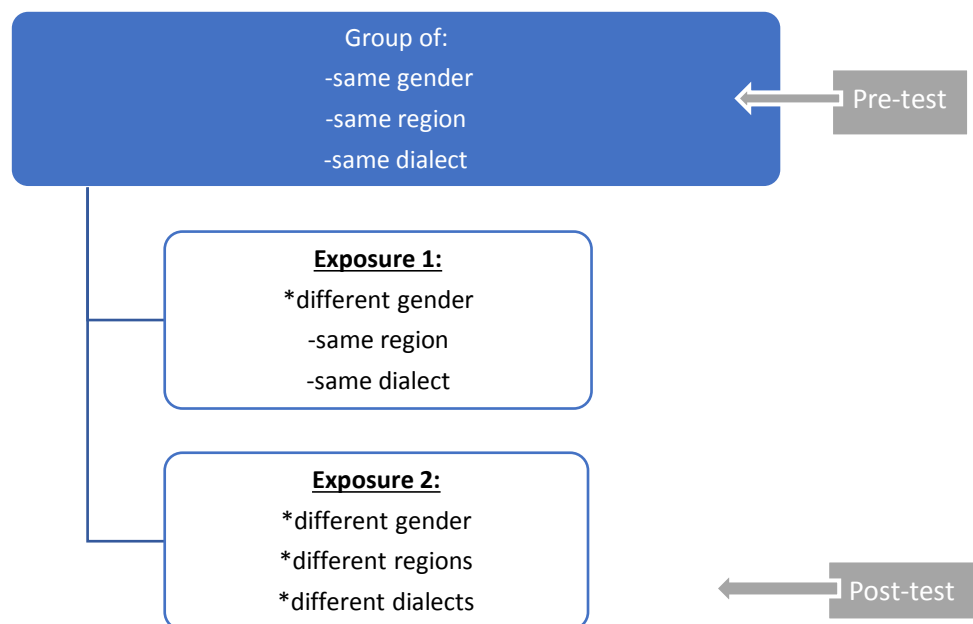 Group of:
-same gender
-same region
-same dialect
Pre-test
Exposure 1:
*different gender
-same region
-same dialect
Exposure 2:
*different gender
*different regions
*different dialects
Post-test